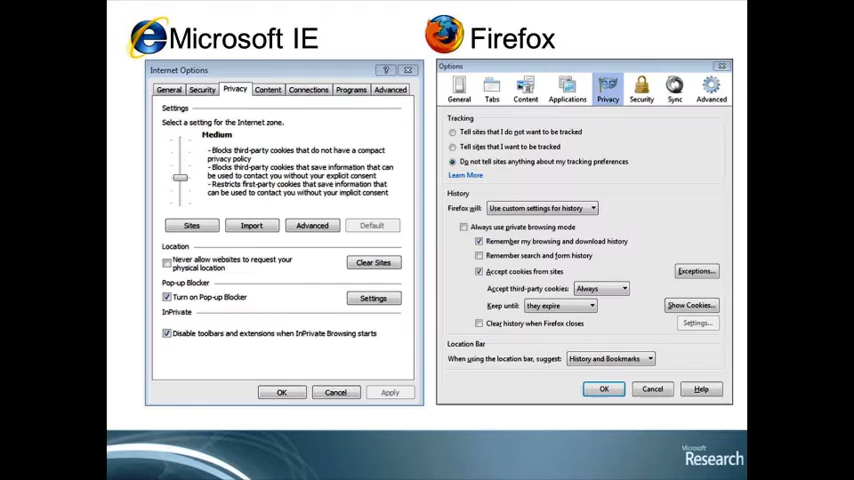 Microsoft IE
Firefox
Internet Options
General Security Privacy Content Connections Programs Advanced
Settings
Select a setting for the Internet zone.
Medium
- Blocks third-party cookies that do not have a compact
privacy policy
- Blocks third-party cookies that save information that can
be used to contact you without your explicit consent
- Restricts first-party cookies that save information that
can be used to contact you without your implicit consent
Sites Import Advanced Default
Location
Never allow websites to request your
physical location
Clear Sites
Pop-up Blocker
Turn on Pop-up Blocker
Settings
InPrivate
Disable toolbars and extensions when InPrivate Browsing starts
OK Cancel Apply
Options
General Tabs Content Applications Privacy Security Sync Advanced
Tracking
Tell sites that I do not want to be tracked
Tell sites that I want to be tracked
Do not tell sites anything about my tracking preferences
Learn More
History
Firefox will: Use custom settings for history
Always use private browsing mode
Remember my browsing and download history
Remember search and form history
Accept cookies from sites
Exceptions...
Accept third-party cookies: Always
Keep until: they expire
Show Cookies...
Clear history when Firefox closes
Settings...
Location Bar
When using the location bar, suggest: History and Bookmarks
OK Cancel Help
Microsoft
Research